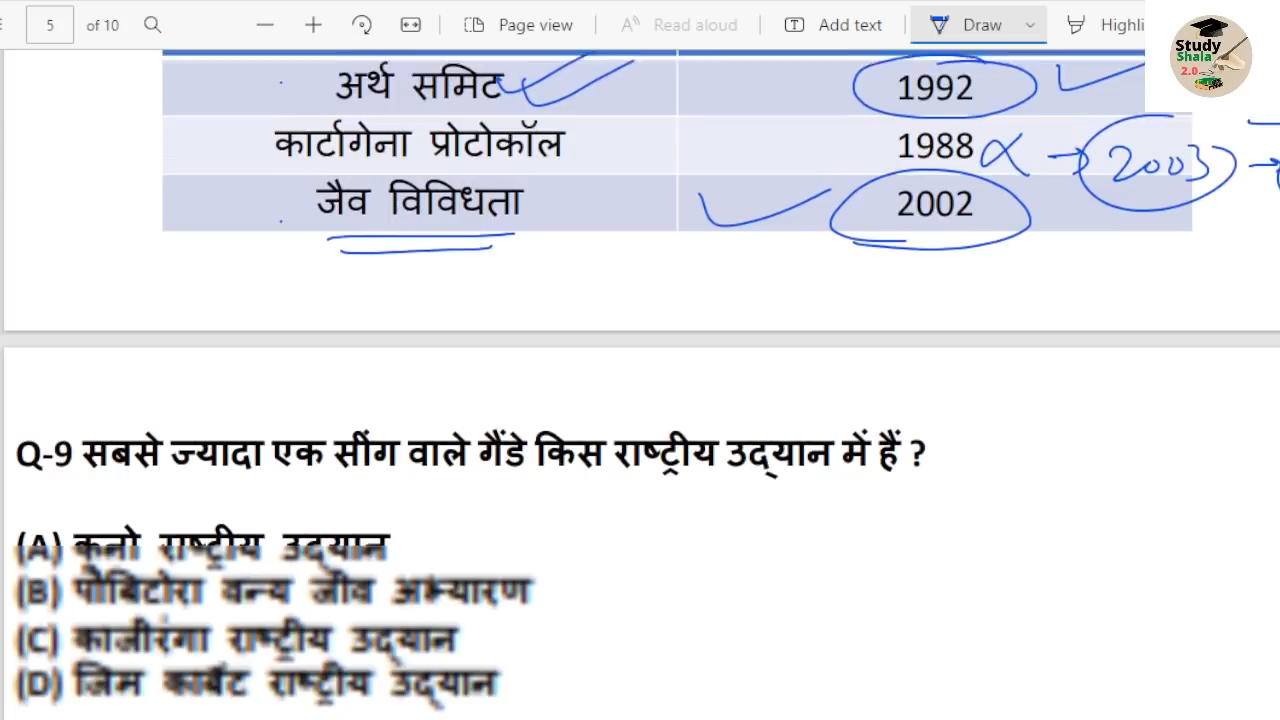 5 of 10 Page view Read aloud Add text Draw Highli
Study
Shala
2.0
अर्थ समिट 1992
कार्टागेना प्रोटोकॉल 1988 → 2003 →
जैव विविधता 2002
Q-9 सबसे ज्यादा एक सींग वाले गैंडे किस राष्ट्रीय उद्यान में हैं ?
(A) कूनो राष्ट्रीय उद्यान
(B) पोबिटोरा वन्य जीव अभ्यारण
(C) काजीरंगा राष्ट्रीय उद्यान
(D) जिम कार्बेट राष्ट्रीय उद्यान